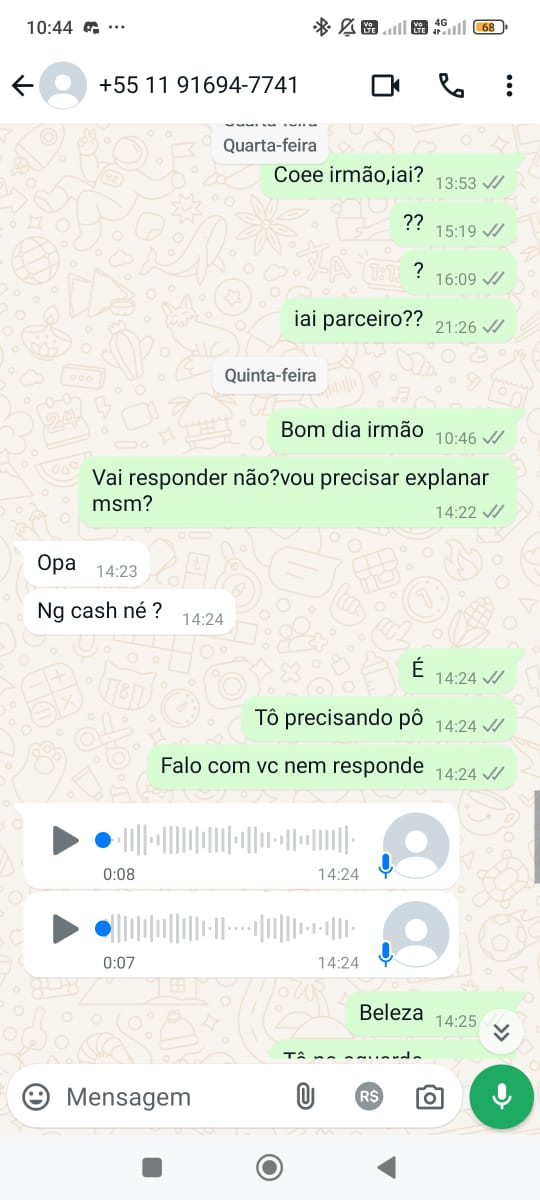 10:44
4G
68
+55 11 91694-7741
Quarta-feira
Coee irmão,iai? 13:53
?? 15:19
? 16:09
iai parceiro?? 21:26
Quinta-feira
Bom dia irmão 10:46
Vai responder não?vou precisar explanar
msm?
14:22
Opa 14:23
Ng cash né ? 14:24
É 14:24
Tô precisando pô 14:24
Falo com vc nem responde 14:24
0:08 14:24
0:07 14:24
Beleza 14:25
Tô no aguardo
Mensagem
R$